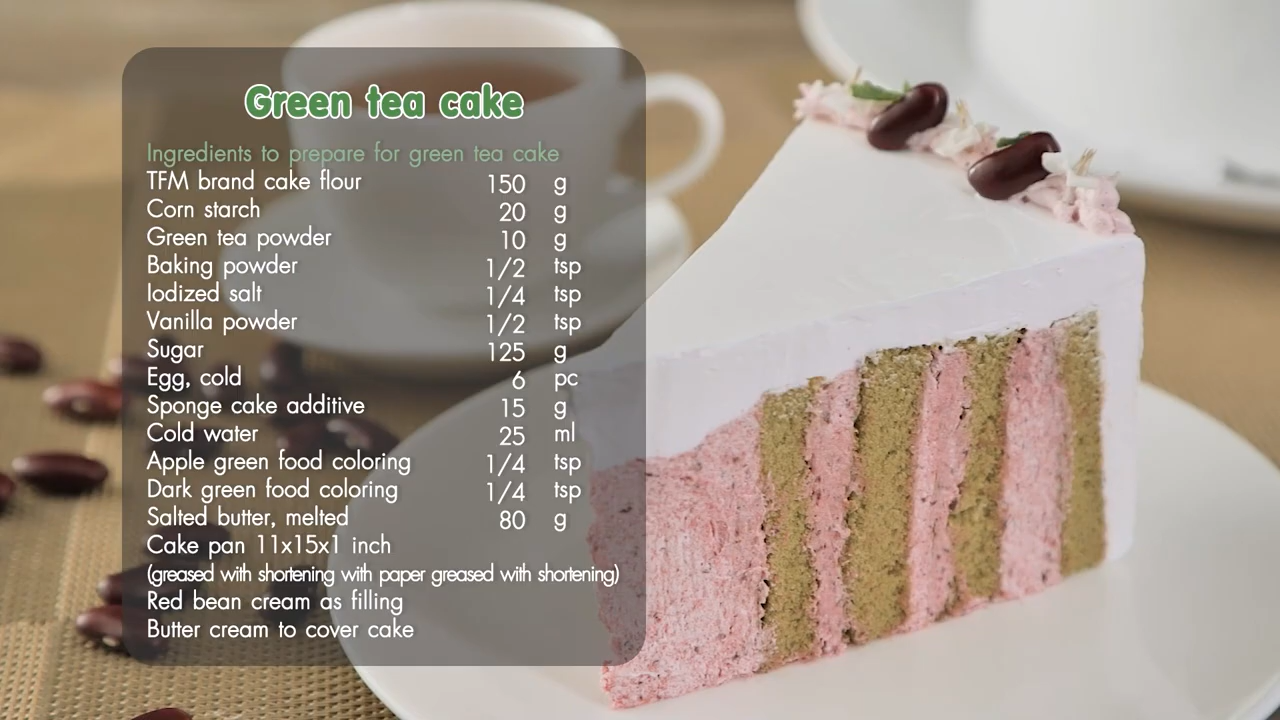 Green tea cake
Ingredients to prepare for green tea cake
TFM brand cake flour 150 g
Corn starch 20 g
Green tea powder 10 g
Baking powder 1/2 tsp
Iodized salt 1/4 tsp
Vanilla powder 1/2 tsp
Sugar 125 g
Egg, cold 6 pc
Sponge cake additive 15 g
Cold water 25 ml
Apple green food coloring 1/4 tsp
Dark green food coloring 1/4 tsp
Salted butter, melted 80 g
Cake pan 11x15x1 inch
(greased with shortening with paper greased with shortening)
Red bean cream as filling
Butter cream to cover cake